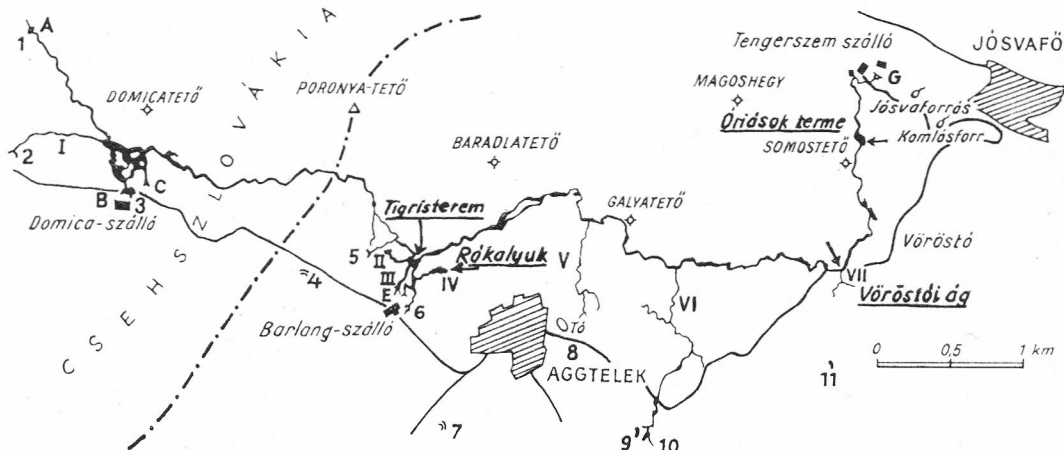 A
1
DOMICATETŐ
PORONYA-TETŐ
BARADLATETŐ
MAGOSHEGY
Tengerszem szálló
JÓSVAFŐ
G
Jósvaforrás
Komlósforr.
Óriások terme
SOMOSTETŐ
2
I
B
3
C
Domica-szálló
CSEHSZLOVÁKIA
4
Tigristerem
5
II
III
E
6
IV
Rókalyuk
V
GALYATETŐ
VI
VII
Vöröstó
Vöröstói ág
Barlang-szálló
Tó
8
AGGTELEK
7
9
10
11
0 0,5 1 km